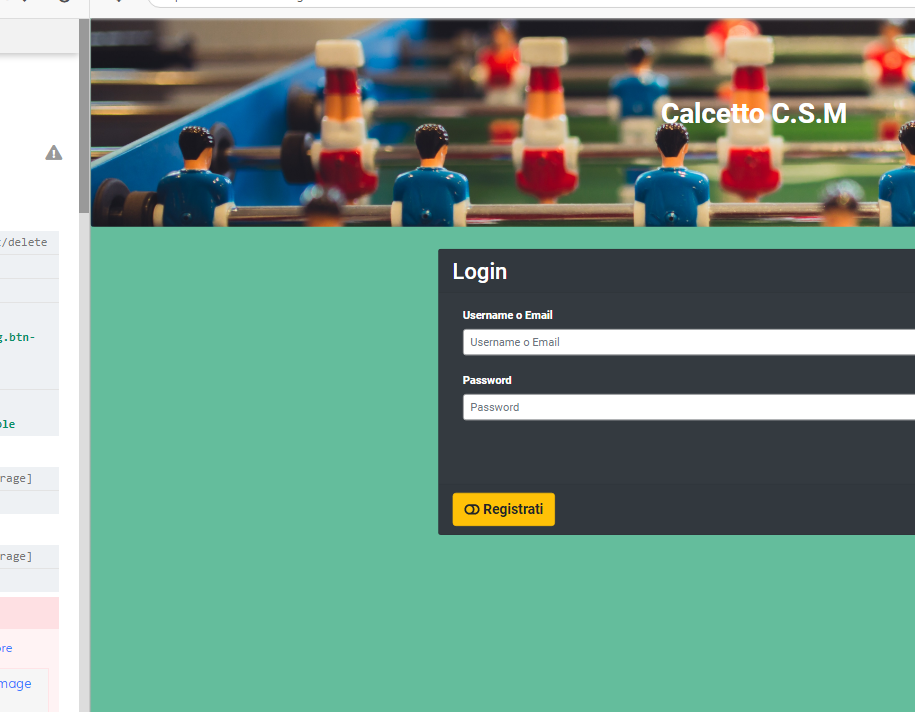 /delete
g.btn-
ble
rage]
rage]
ore
mage
Calcetto C.S.M
Login
Username o Email
Username o Email
Password
Password
Registrati